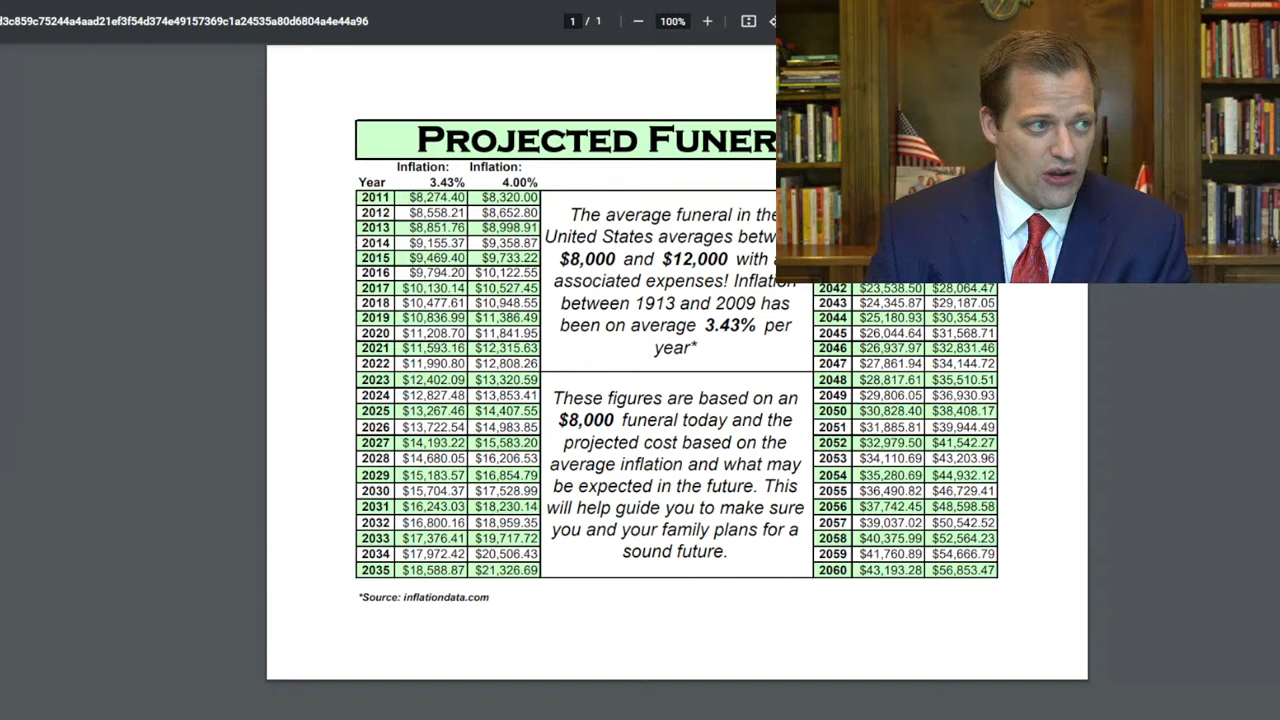 3c859c75244a4aad21ef3f54d374e49157369c1a24535a80d6804a4e44a96
1 / 1
100%
PROJECTED FUNER
Inflation: Inflation:
Year 3.43% 4.00%
2011 $8,274.40 $8,320.00
2012 $8,558.21 $8,652.80
2013 $8,851.76 $8,998.91
2014 $9,155.37 $9,358.87
2015 $9,469.40 $9,733.22
2016 $9,794.20 $10,122.55
2017 $10,130.14 $10,527.45
2018 $10,477.61 $10,948.55
2019 $10,836.99 $11,386.49
2020 $11,208.70 $11,841.95
2021 $11,593.16 $12,315.63
2022 $11,990.80 $12,808.26
2023 $12,402.09 $13,320.59
2024 $12,827.48 $13,853.41
2025 $13,267.46 $14,407.55
2026 $13,722.54 $14,983.85
2027 $14,193.22 $15,583.20
2028 $14,680.05 $16,206.53
2029 $15,183.57 $16,854.79
2030 $15,704.37 $17,528.99
2031 $16,243.03 $18,230.14
2032 $16,800.16 $18,959.35
2033 $17,376.41 $19,717.72
2034 $17,972.42 $20,506.43
2035 $18,588.87 $21,326.69
The average funeral in the
United States averages betw
$8,000 and $12,000 with a
associated expenses! Inflation
between 1913 and 2009 has
been on average 3.43% per
year*
These figures are based on an
$8,000 funeral today and the
projected cost based on the
average inflation and what may
be expected in the future. This
will help guide you to make sure
you and your family plans for a
sound future.
2042 $23,538.50 $28,064.47
2043 $24,345.87 $29,187.05
2044 $25,180.93 $30,354.53
2045 $26,044.64 $31,568.71
2046 $26,937.97 $32,831.46
2047 $27,861.94 $34,144.72
2048 $28,817.61 $35,510.51
2049 $29,806.05 $36,930.93
2050 $30,828.40 $38,408.17
2051 $31,885.81 $39,944.49
2052 $32,979.50 $41,542.27
2053 $34,110.69 $43,203.96
2054 $35,280.69 $44,932.12
2055 $36,490.82 $46,729.41
2056 $37,742.45 $48,598.58
2057 $39,037.02 $50,542.52
2058 $40,375.99 $52,564.23
2059 $41,760.89 $54,666.79
2060 $43,193.28 $56,853.47
*Source: inflationdata.com